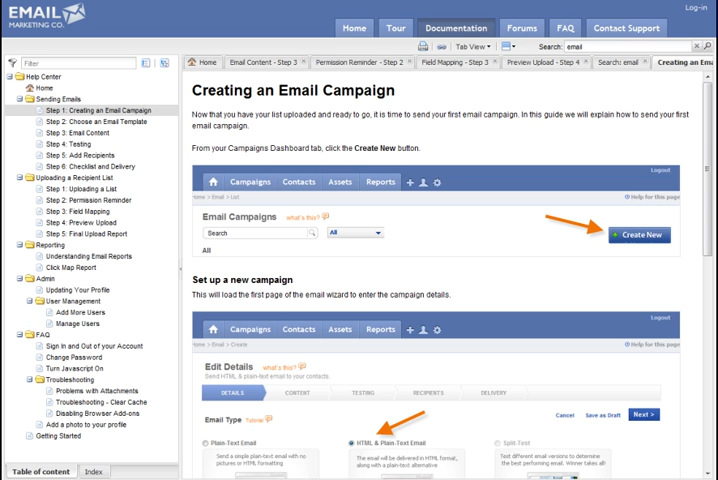 EMAIL
MARKETING CO.
Log-in
Home
Tour
Documentation
Forums
FAQ
Contact Support
Tab View
Search: email
Filter
Help Center
Home
Sending Emails
Step 1: Creating an Email Campaign
Step 2: Choose an Email Template
Step 3: Email Content
Step 4: Testing
Step 5: Add Recipients
Step 6: Checklist and Delivery
Uploading a Recipient List
Step 1: Uploading a List
Step 2: Permission Reminder
Step 3: Field Mapping
Step 4: Preview Upload
Step 5: Final Upload Report
Reporting
Understanding Email Reports
Click Map Report
Admin
Updating Your Profile
User Management
Add More Users
Manage Users
FAQ
Sign In and Out of your Account
Change Password
Turn Javascript On
Troubleshooting
Problems with Attachments
Troubleshooting - Clear Cache
Disabling Browser Add-ons
Add a photo to your profile
Getting Started
Table of content
Index
Home
Email Content - Step 3
Permission Reminder - Step 2
Field Mapping - Step 3
Preview Upload - Step 4
Search: email
Creating an Ema
Creating an Email Campaign
Now that you have your list uploaded and ready to go, it is time to send your first email campaign. In this guide we will explain how to send your first
email campaign.
From your Campaigns Dashboard tab, click the Create New button.
Logout
Campaigns
Contacts
Assets
Reports
Home > Email > List
Help for this page
Email Campaigns
what's this?
Search
All
+ Create New
All
Set up a new campaign
This will load the first page of the email wizard to enter the campaign details.
Logout
Campaigns
Contacts
Assets
Reports
Home > Email > Create
Help for this page
Edit Details
what's this?
Send HTML & plain-text email to your contacts.
DETAILS
CONTENT
TESTING
RECIPIENTS
DELIVERY
Email Type
Tutorial
Cancel
Save as Draft
Next >
Plain-Text Email
HTML & Plain-Text Email
Split-Test
Send a simple plain-text email with no
pictures or HTML formatting
The email will be delivered in HTML format,
along with a plain-text alternative
Test different email versions to determine
the best performing email. Winner takes all!